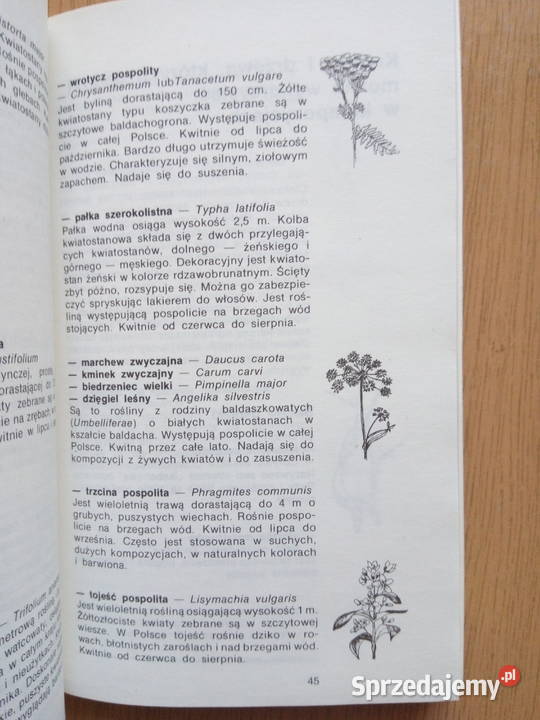 — wrotycz pospolity
— Chrysanthemum lub Tanacetum vulgare
Jest byliną dorastającą do 150 cm. Żółte
kwiatostany typu koszyczka zebrane są w
szczytowe baldachogrona. Występuje pospoli-
cie w całej Polsce. Kwitnie od lipca do
października. Bardzo długo utrzymuje świeżość
w wodzie. Charakteryzuje się silnym, ziołowym
zapachem. Nadaje się do suszenia.
— pałka szerokolistna — Typha latifolia
Pałka wodna osiąga wysokość 2,5 m. Kolba
kwiatostanowa składa się z dwóch przylegają-
cych kwiatostanów, dolnego — żeńskiego i
górnego — męskiego. Dekoracyjny jest kwiato-
stan żeński w kolorze rdzawobrunatnym. Ścięty
zbyt późno, rozsypuje się. Można go zabezpie-
czyć spryskując lakierem do włosów. Jest roś-
liną występującą pospolicie na brzegach wód
stojących. Kwitnie od czerwca do sierpnia.
— marchew zwyczajna — Daucus carota
— kminek zwyczajny — Carum carvi
— biedrzeniec wielki — Pimpinella major
— dzięgiel leśny — Angelika silvestris
Są to rośliny z rodziny baldaszkowatych
(Umbelliferae) o białych kwiatostanach w
kształcie baldacha. Występują pospolicie w całej
Polsce. Kwitną przez całe lato. Nadają się do
kompozycji z żywych kwiatów i do zasuszenia.
— trzcina pospolita — Phragmites communis
Jest wieloletnią trawą dorastającą do 4 m o
grubych, puszystych wiechach. Rośnie pospo-
licie na brzegach wód. Kwitnie od lipca do
września. Często jest stosowana w suchych,
dużych kompozycjach, w naturalnych kolorach
i barwiona.
— tojeść pospolita — Lisymachia vulgaris
Jest wieloletnią rośliną osiągającą wysokość 1 m.
Żółtozłociste kwiaty zebrane są w szczytowej
wiesze. W Polsce tojeść rośnie dziko w ro-
wach, błotnistych zaroślach i nad brzegami wód.
Kwitnie od czerwca do sierpnia.
45
Sprzedajemy.pl